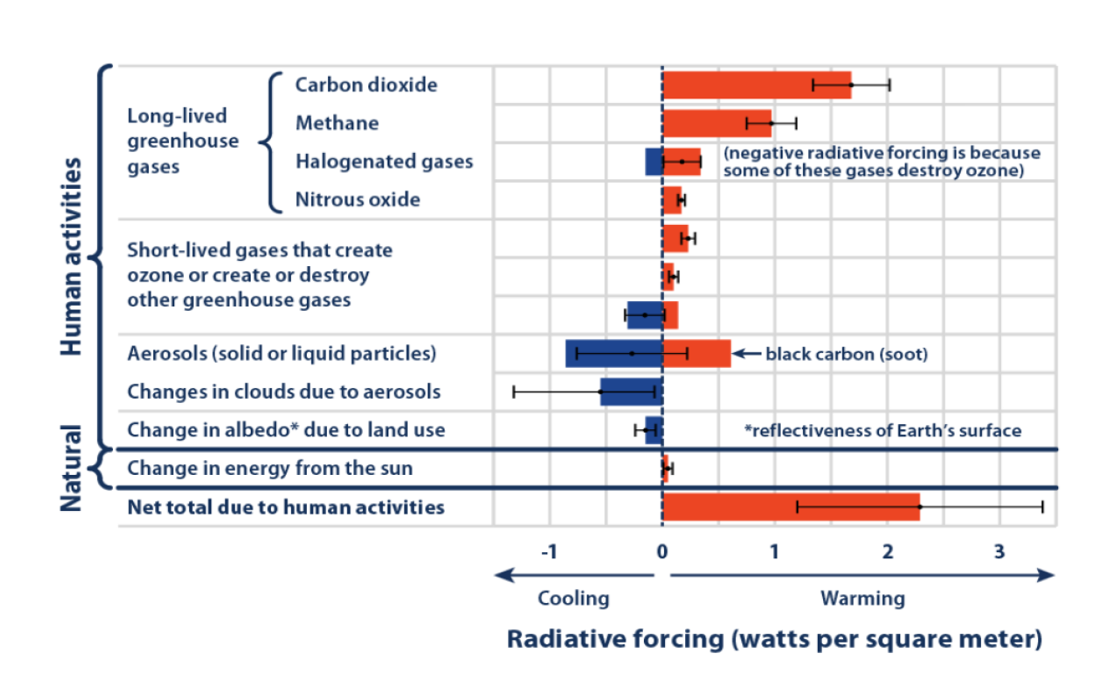 Human activities
Natural
Long-lived
greenhouse
gases
Carbon dioxide
Methane
Halogenated gases
(negative radiative forcing is because
some of these gases destroy ozone)
Nitrous oxide
Short-lived gases that create
ozone or create or destroy
other greenhouse gases
Aerosols (solid or liquid particles)
black carbon (soot)
Changes in clouds due to aerosols
Change in albedo* due to land use
*reflectiveness of Earth's surface
Change in energy from the sun
Net total due to human activities
-1 0 1 2 3
Cooling Warming
Radiative forcing (watts per square meter)